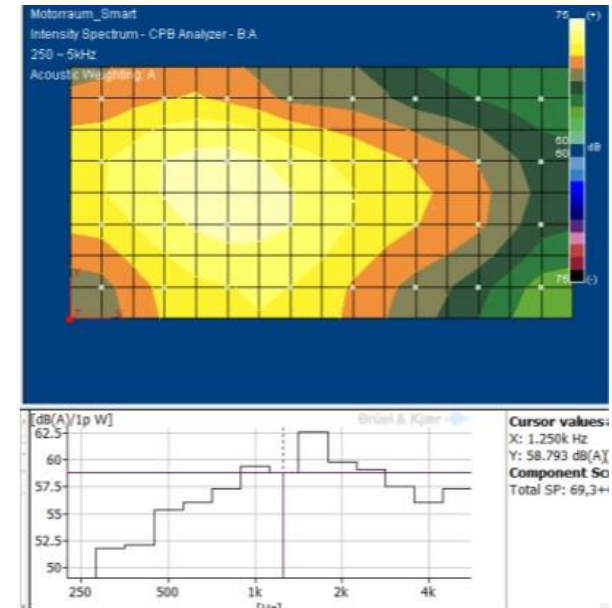 Motorraum_Smart
Intensity Spectrum - CPB Analyzer - B:A
250 – 5kHz
Acoustic Weighting: A
75 (+)
60
60
dB
75 (-)
[dB(A)/1p W]
Brüel & Kjær
62.5
60
57.5
55
52.5
50
250 500 1k 2k 4k
[Hz]
Cursor values
X: 1.250k Hz
Y: 58.793 dB(A)
Component
Total SP: 69,3+